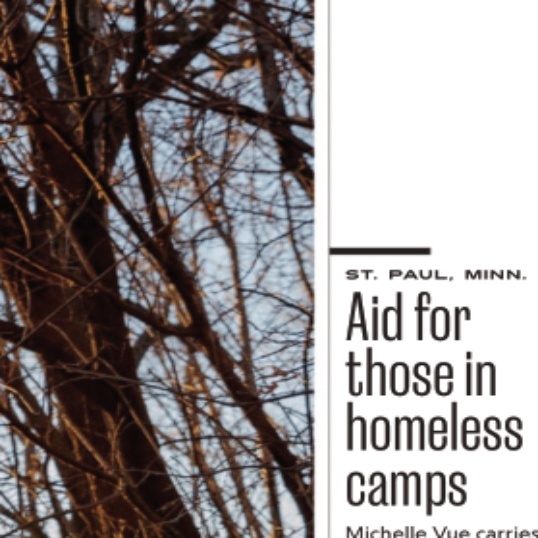 ST. PAUL, MINN.
Aid for
those in
homeless
camps
Michelle Vue carries